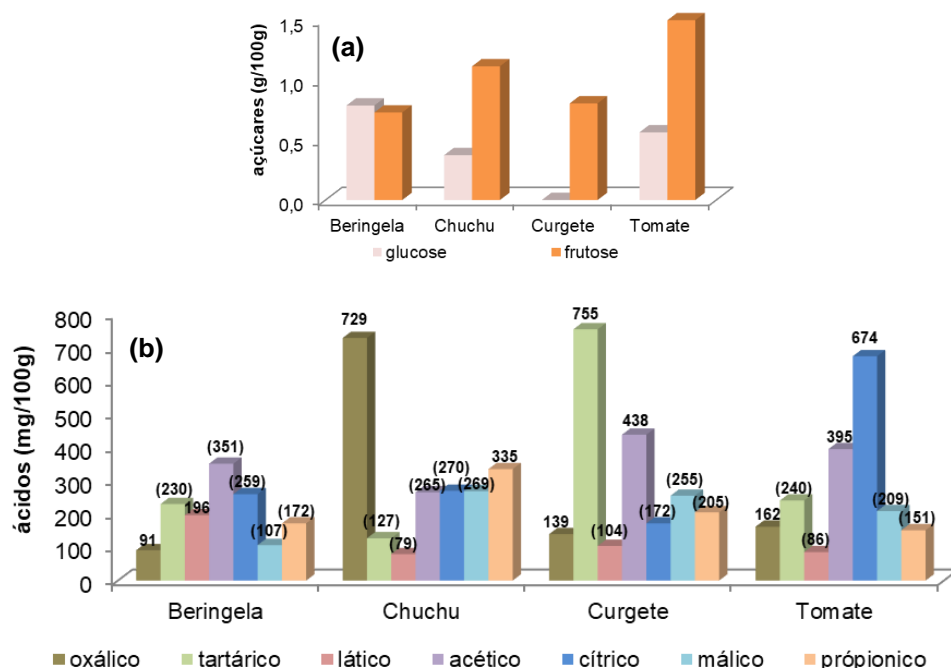 (a)
açúcares (g/100g)
1,5
1,0
0,5
0,0
Beringela Chuchu Curgete Tomate
glucose frutose
(b)
ácidos (mg/100g)
800
700
600
500
400
300
200
100
0
91 (230) 196 (351) (259) (107) (172)
729 (127) (79) (265) (270) (269) 335
139 755 (104) 438 (172) (255) (205)
162 (240) (86) 395 674 (209) (151)
Beringela Chuchu Curgete Tomate
oxálico tartárico lático acético cítrico málico própionico